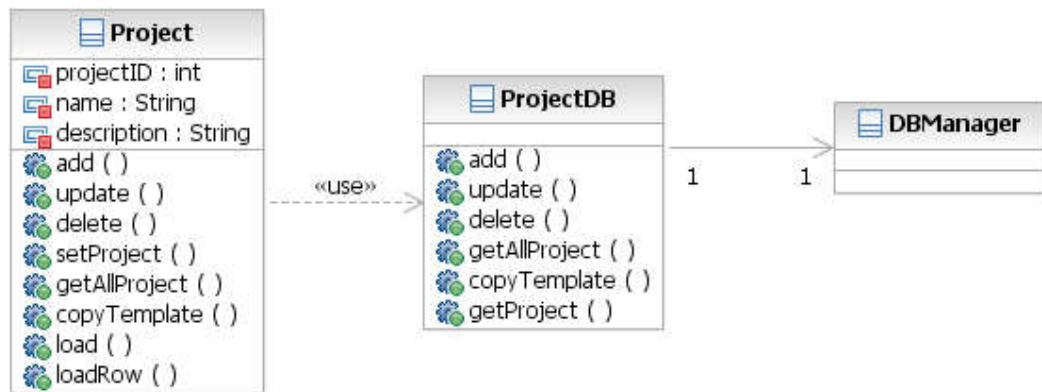 Project
projectID : int
name : String
description : String
add ( )
update ( )
delete ( )
setProject ( )
getAllProject ( )
copyTemplate ( )
load ( )
loadRow ( )
«use»
ProjectDB
add ( )
update ( )
delete ( )
getAllProject ( )
copyTemplate ( )
getProject ( )
1
1
DBManager